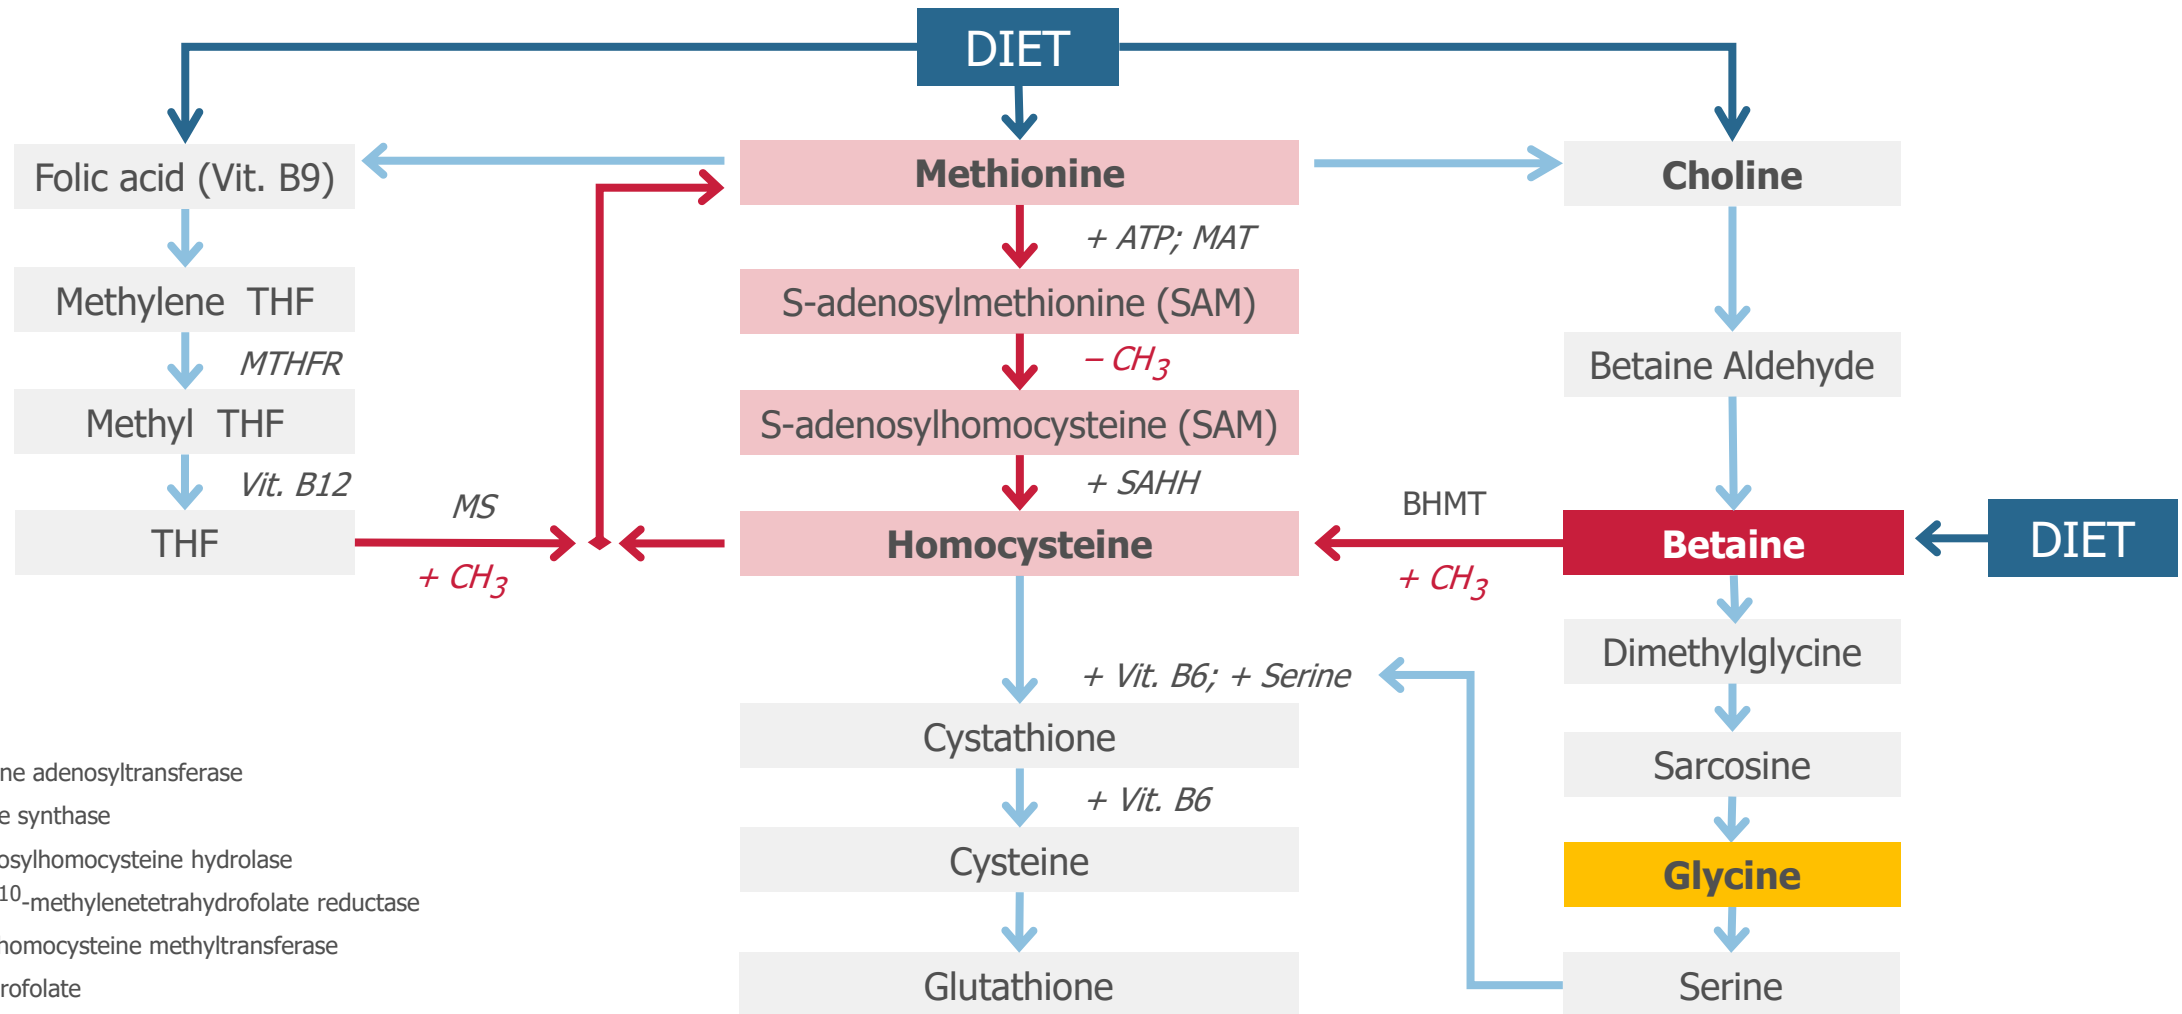 DIET
Folic acid (Vit. B9)
Methionine
Choline
+ ATP; MAT
Methylene THF
S-adenosylmethionine (SAM)
MTHFR
– CH3
Betaine Aldehyde
Methyl THF
S-adenosylhomocysteine (SAM)
Vit. B12
+ SAHH
MS
BHMT
THF
Homocysteine
Betaine
DIET
+ CH3
+ CH3
Dimethylglycine
+ Vit. B6; + Serine
Cystathione
Sarcosine
+ Vit. B6
Cysteine
Glycine
Glutathione
Serine
ne adenosyltransferase
e synthase
osylhomocysteine hydrolase
10-methylenetetrahydrofolate reductase
homocysteine methyltransferase
rofolate